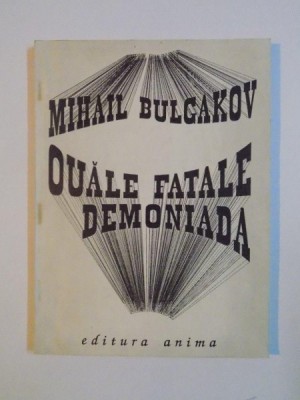 MIHAIL BULGAKOV
OUĂLE FATALE
DEMONIADA
editura anima